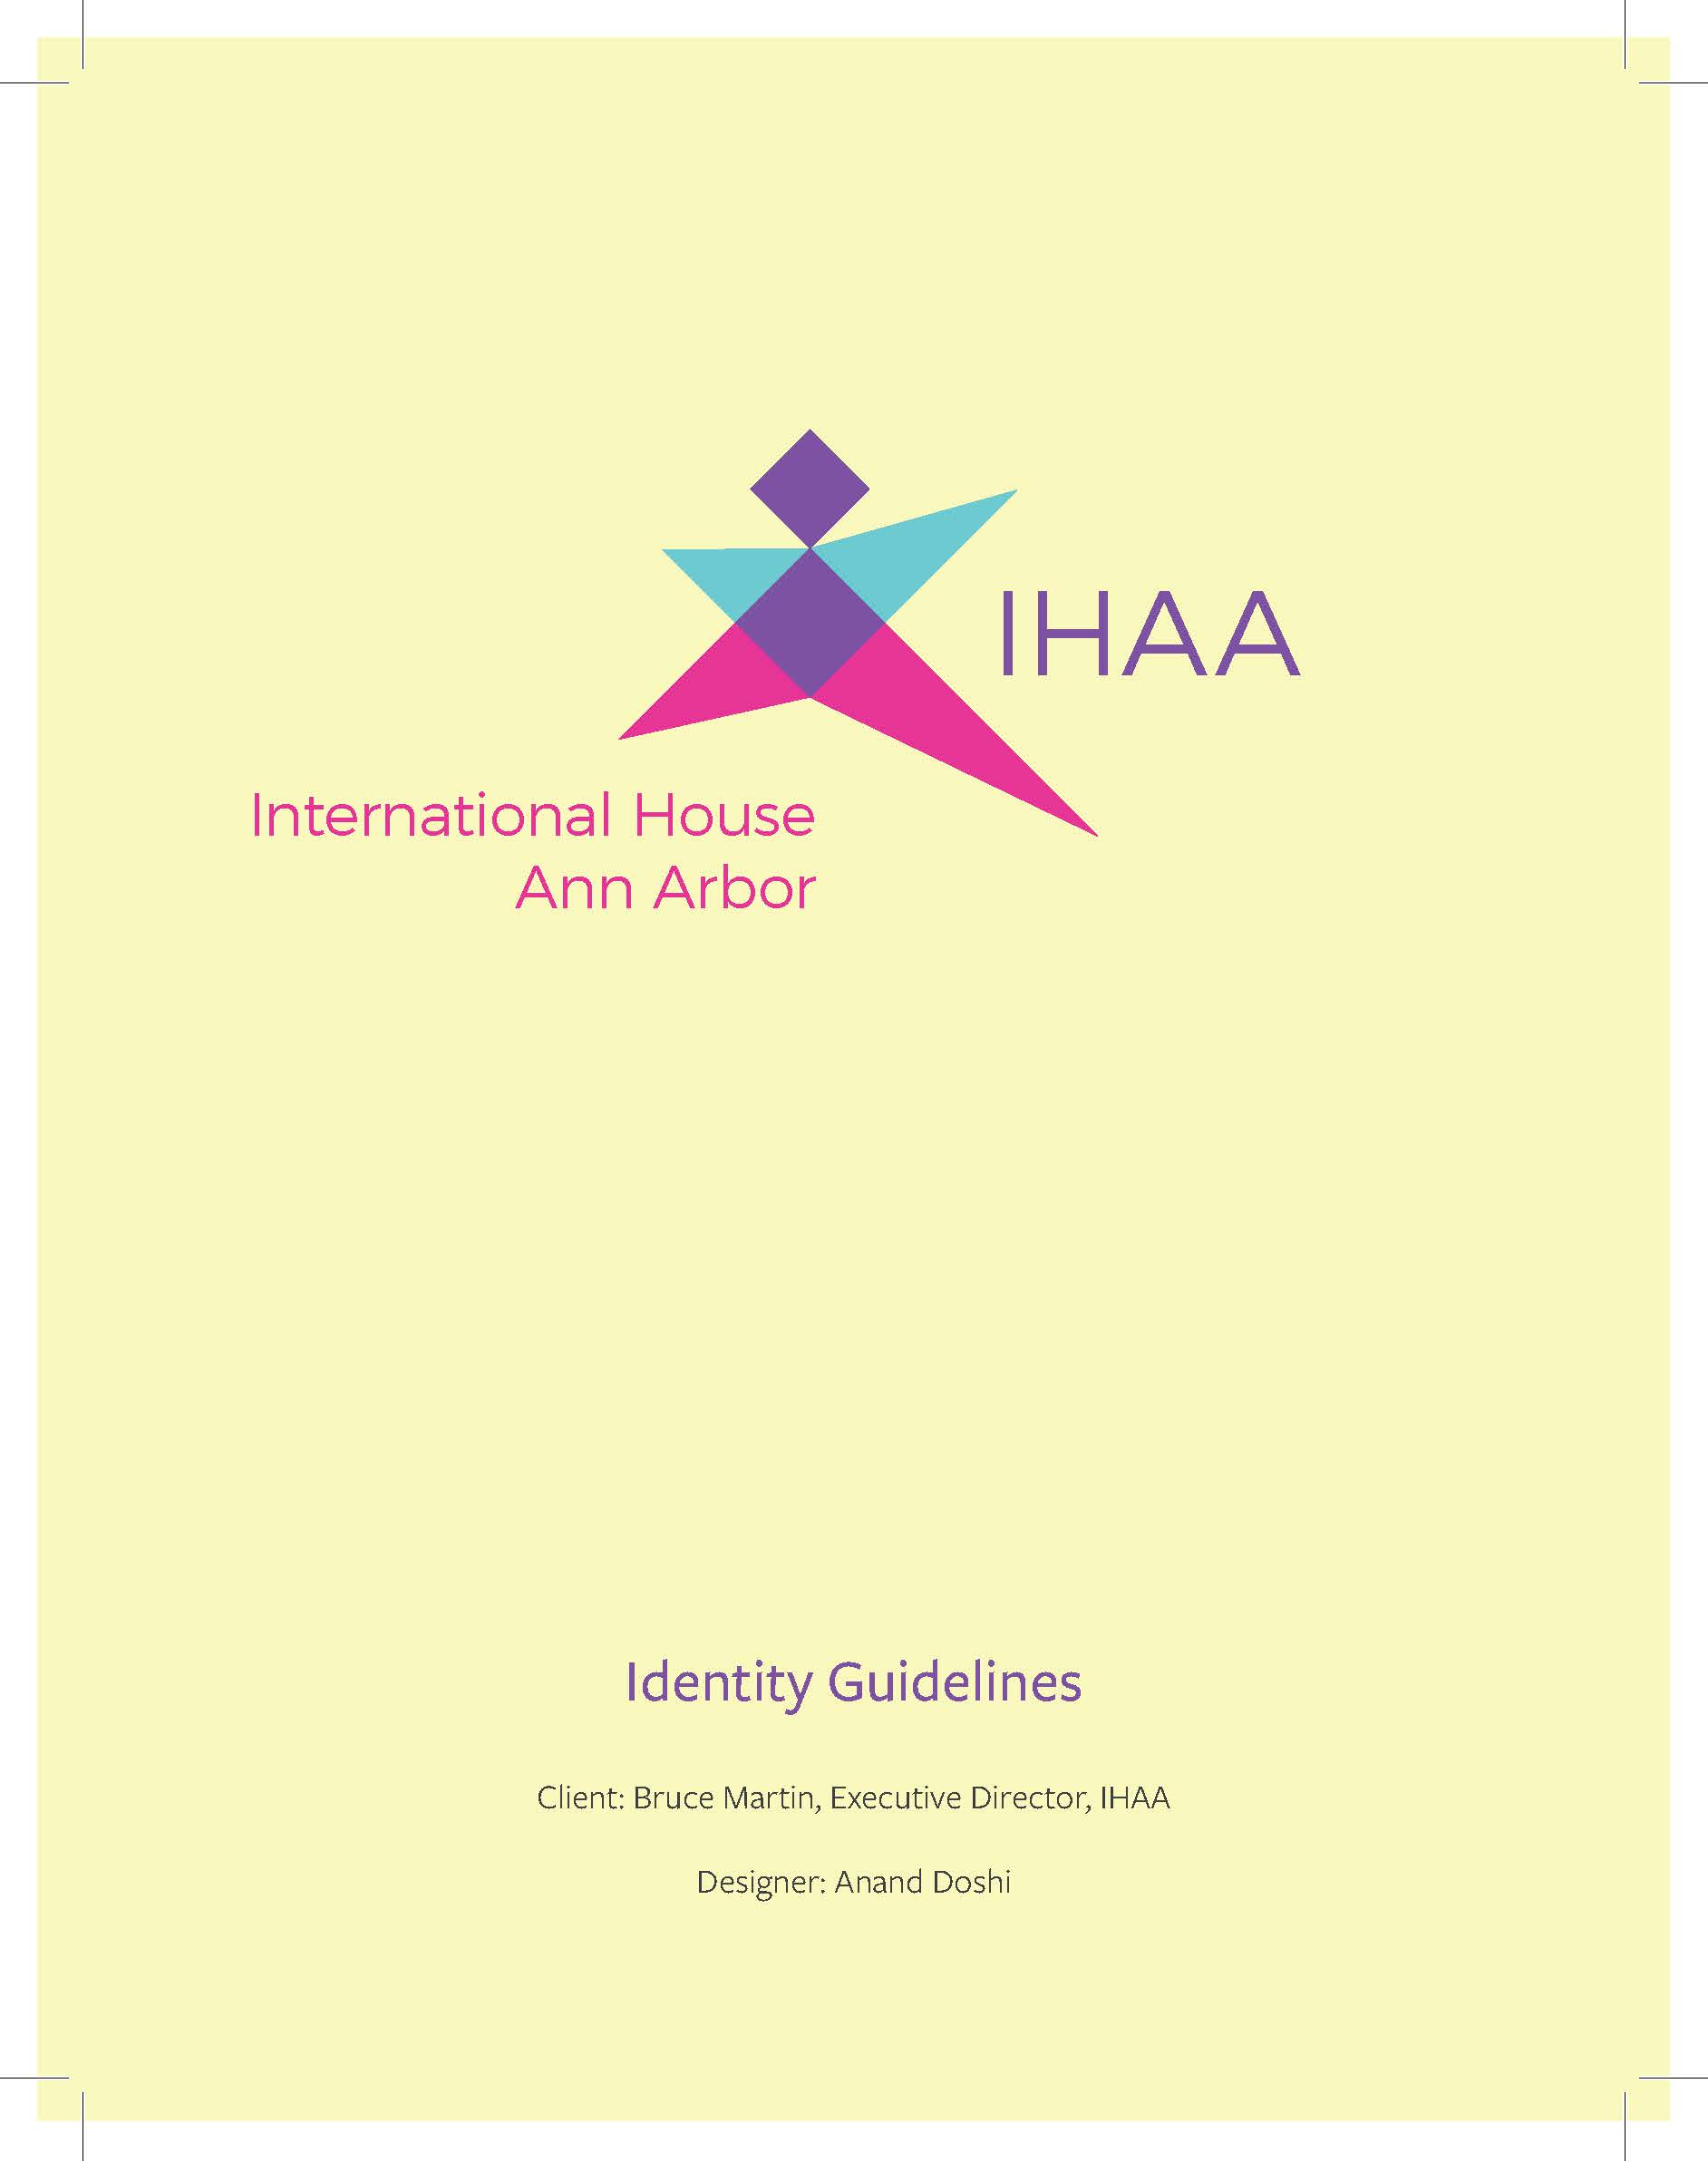 IHAA
International House
Ann Arbor
Identity Guidelines
Client: Bruce Martin, Executive Director, IHAA
Designer: Anand Doshi